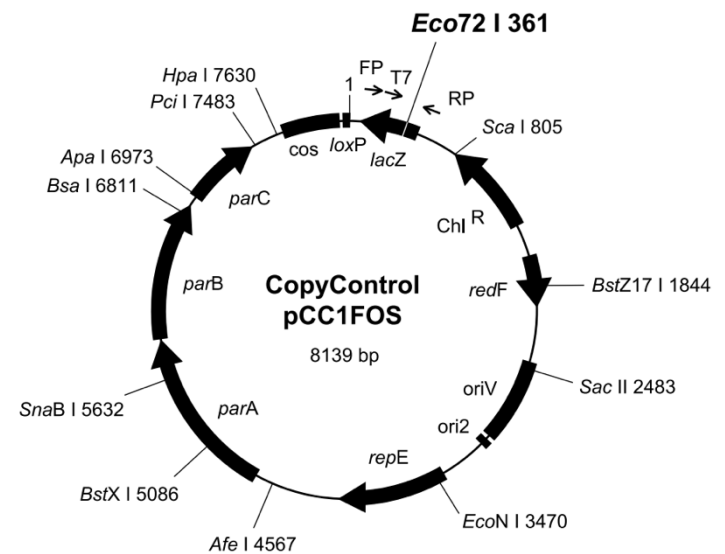 Eco72 I 361
FP
T7
1
RP
Hpa I 7630
Pci I 7483
Sca I 805
cos
loxP
lacZ
Apa I 6973
Bsa I 6811
parC
Chl R
parB
CopyControl
pCC1FOS
8139 bp
redF
BstZ17 I 1844
SnaB I 5632
parA
oriV
Sac II 2483
ori2
repE
BstX I 5086
EcoN I 3470
Afe I 4567